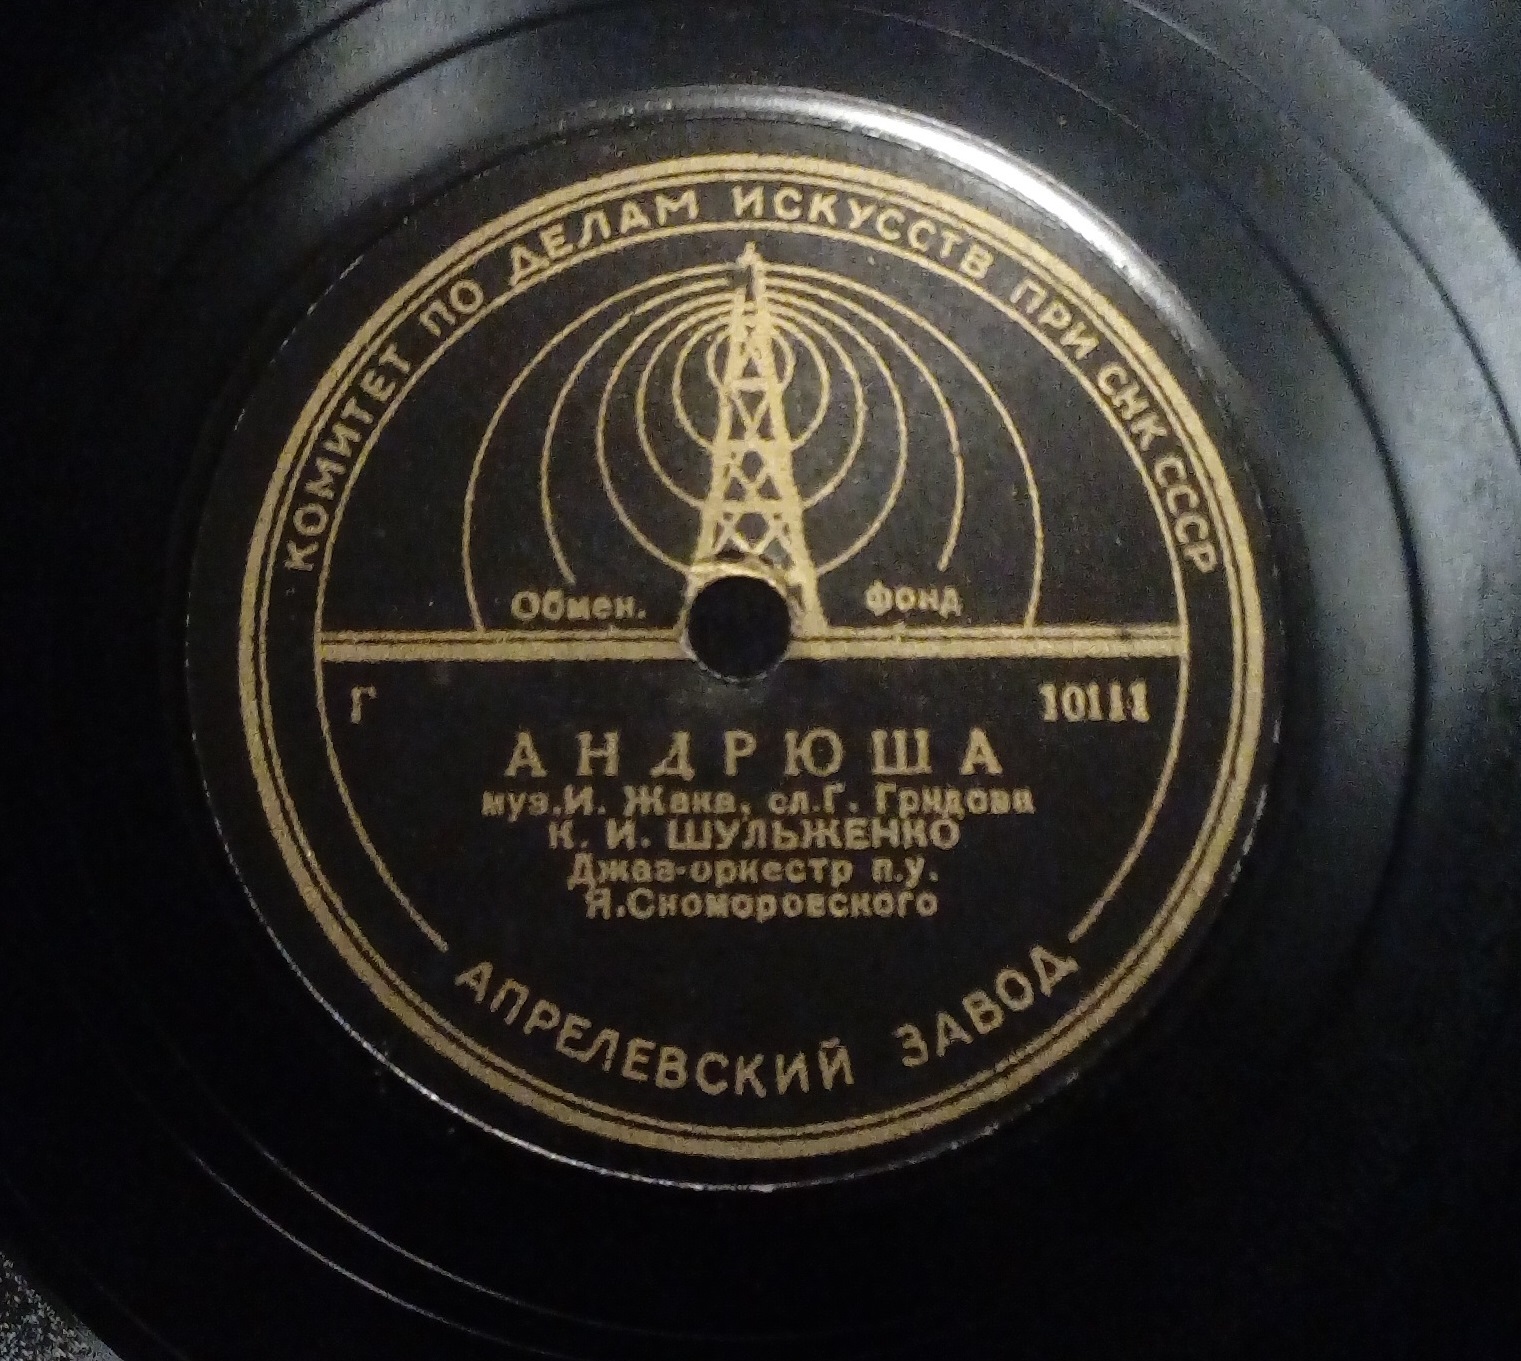 КОМИТЕТ ПО ДЕЛАМ ИСКУССТВ ПРИ СНК СССР
Обмен. фонд
Г 10111
АНДРЮША
муз.И. Жака, сл.Г. Гридова
К. И. ШУЛЬЖЕНКО
Джаз-оркестр п.у.
Я.Скоморовского
АПРЕЛЕВСКИЙ ЗАВОД